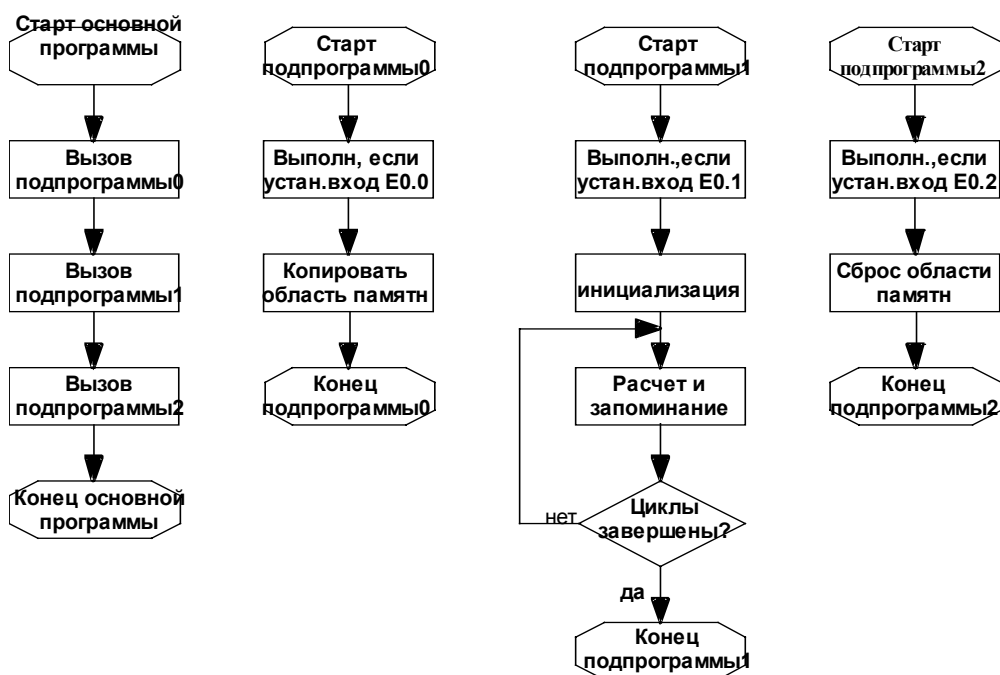 Старт основной
программы
Вызов
подпрограммы0
Вызов
подпрограммы1
Вызов
подпрограммы2
Конец основной
программы
Старт
подпрограммы0
Выполн, если
устан.вход E0.0
Копировать
область памятн
Конец
подпрограммы0
Старт
подпрограммы1
Выполн.,если
устан.вход E0.1
инициализация
Расчет и
запоминание
Циклы
завершены?
нет
да
Конец
подпрограммы1
Старт
подпрограммы2
Выполн.,если
устан.вход E0.2
Сброс области
памятн
Конец
подпрограммы2